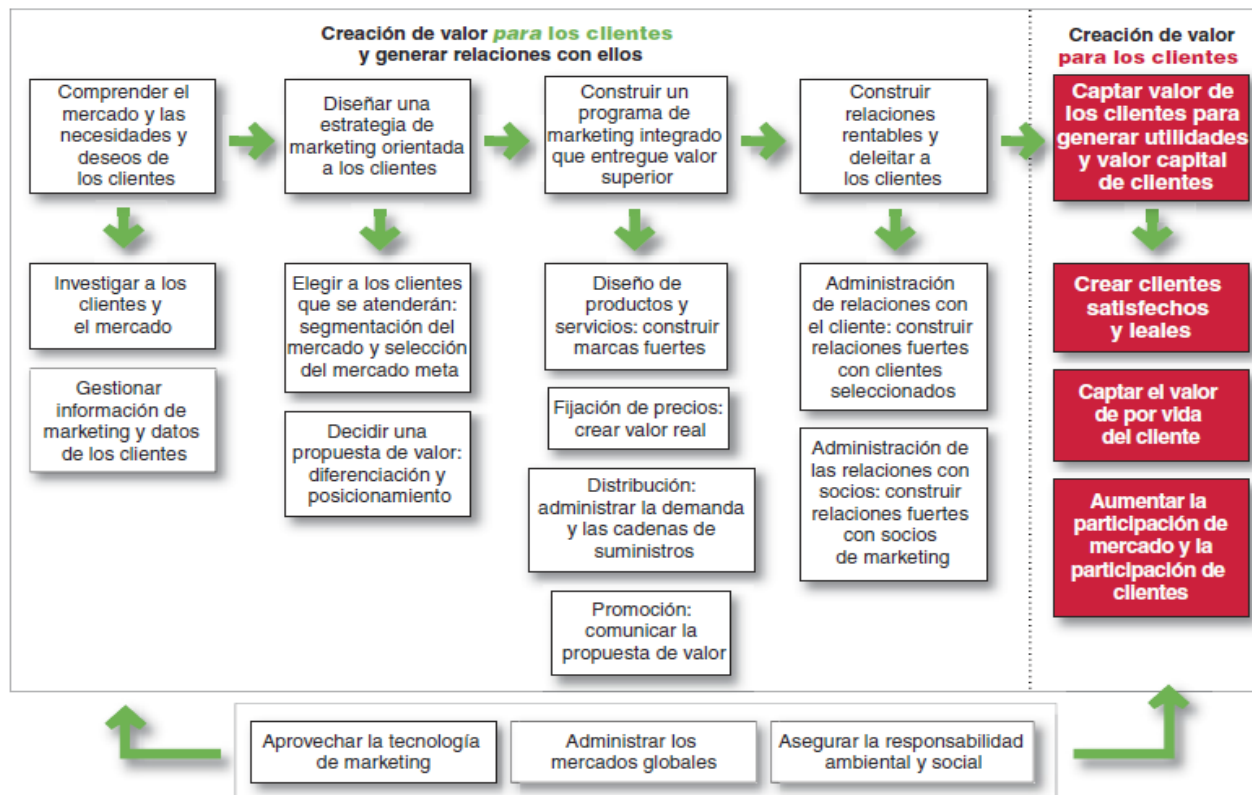 Creación de valor para los clientes
y generar relaciones con ellos
Creación de valor
para los clientes
Comprender el
mercado y las
necesidades y
deseos de
los clientes
Diseñar una
estrategia de
marketing orientada
a los clientes
Construir un
programa de
marketing integrado
que entregue valor
superior
Construir
relaciones
rentables y
deleitar a
los clientes
Captar valor de
los clientes para
generar utilidades
y valor capital
de clientes
Investigar a los
clientes y
el mercado
Gestionar
información de
marketing y datos
de los clientes
Elegir a los clientes
que se atenderán:
segmentación del
mercado y selección
del mercado meta
Decidir una
propuesta de valor:
diferenciación y
posicionamiento
Diseño de
productos y
servicios: construir
marcas fuertes
Fijación de precios:
crear valor real
Distribución:
administrar la demanda
y las cadenas de
suministros
Promoción:
comunicar la
propuesta de valor
Administración
de relaciones con
el cliente: construir
relaciones fuertes
con clientes
seleccionados
Administración de
las relaciones con
socios: construir
relaciones fuertes
con socios
de marketing
Crear clientes
satisfechos
y leales
Captar el valor
de por vida
del cliente
Aumentar la
participación de
mercado y la
participación de
clientes
Aprovechar la tecnología
de marketing
Administrar los
mercados globales
Asegurar la responsabilidad
ambiental y social